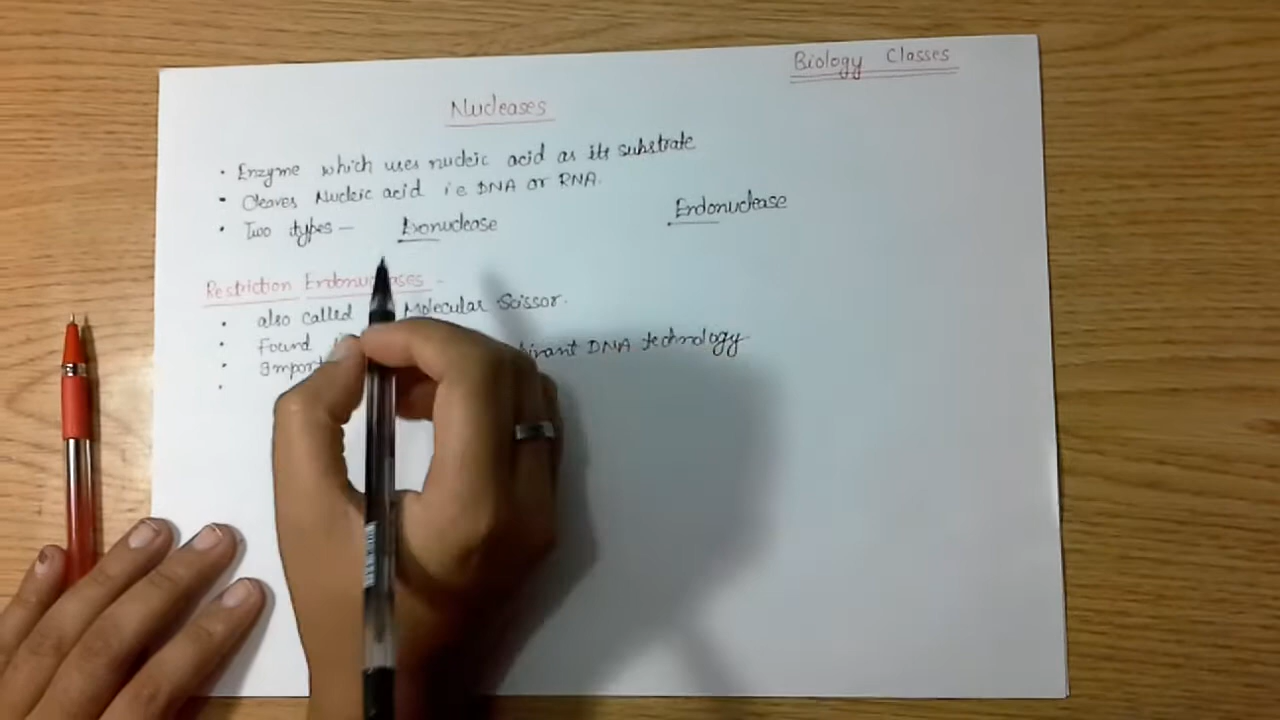 Biology Classes
Nucleases
• Enzyme which uses nucleic acid as its substrate
• Cleaves Nucleic acid i.e DNA or RNA.
• Two types — Exonuclease Endonuclease
Restriction Endonucleases -
• also called Molecular Scissor.
• Found
• DNA technology
•